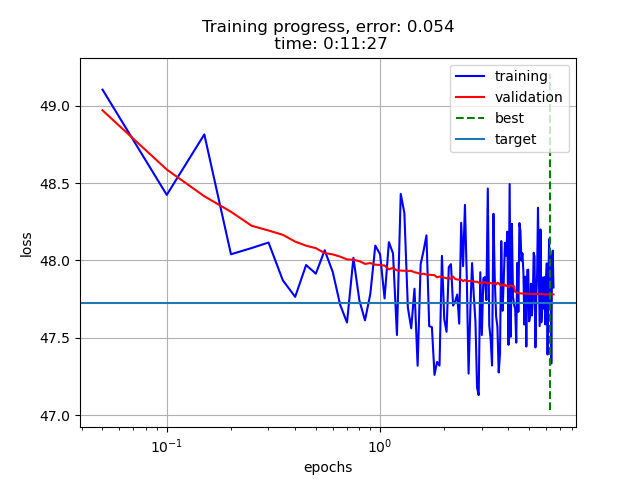 Training progress, error: 0.054
time: 0:11:27
training
validation
best
target
49.0
48.5
48.0
47.5
47.0
loss
10⁻¹
10⁰
epochs